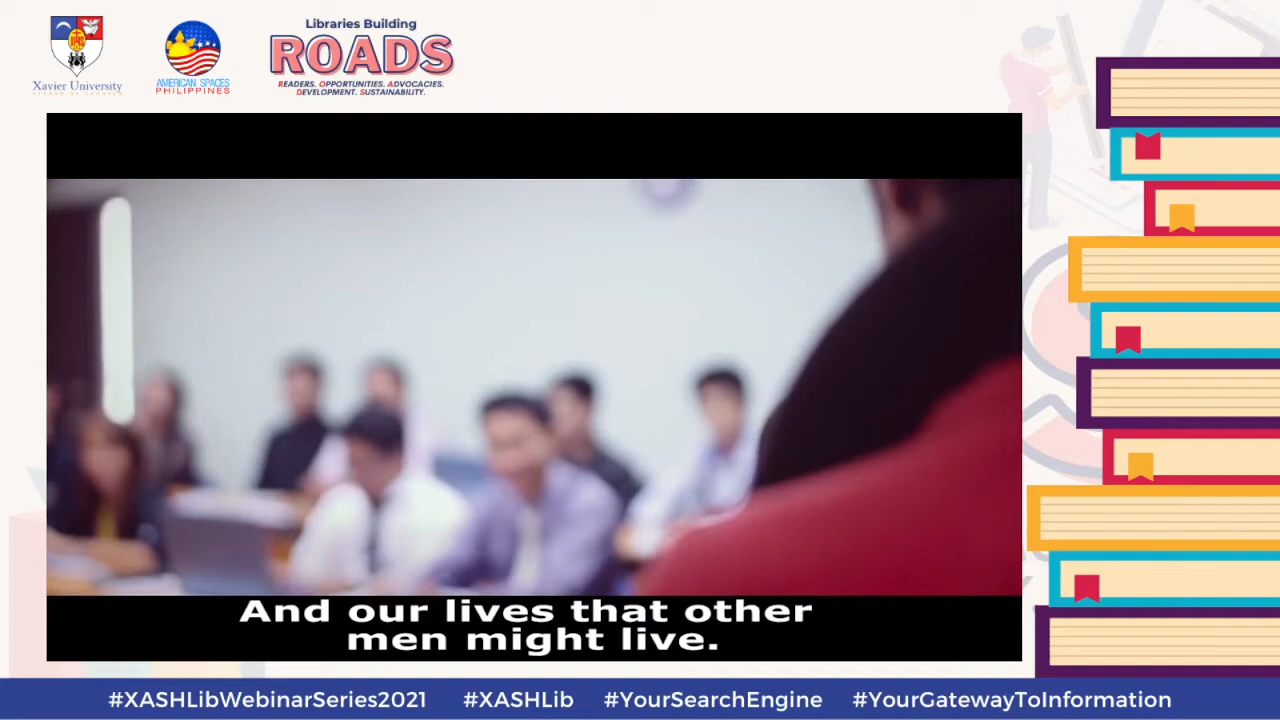 Xavier University
AMERICAN SPACES
PHILIPPINES
Libraries Building
ROADS
READERS. OPPORTUNITIES. ADVOCACIES.
DEVELOPMENT. SUSTAINABILITY.
And our lives that other
men might live.
#XASHLibWebinarSeries2021 #XASHLib #YourSearchEngine #YourGatewayToInformation